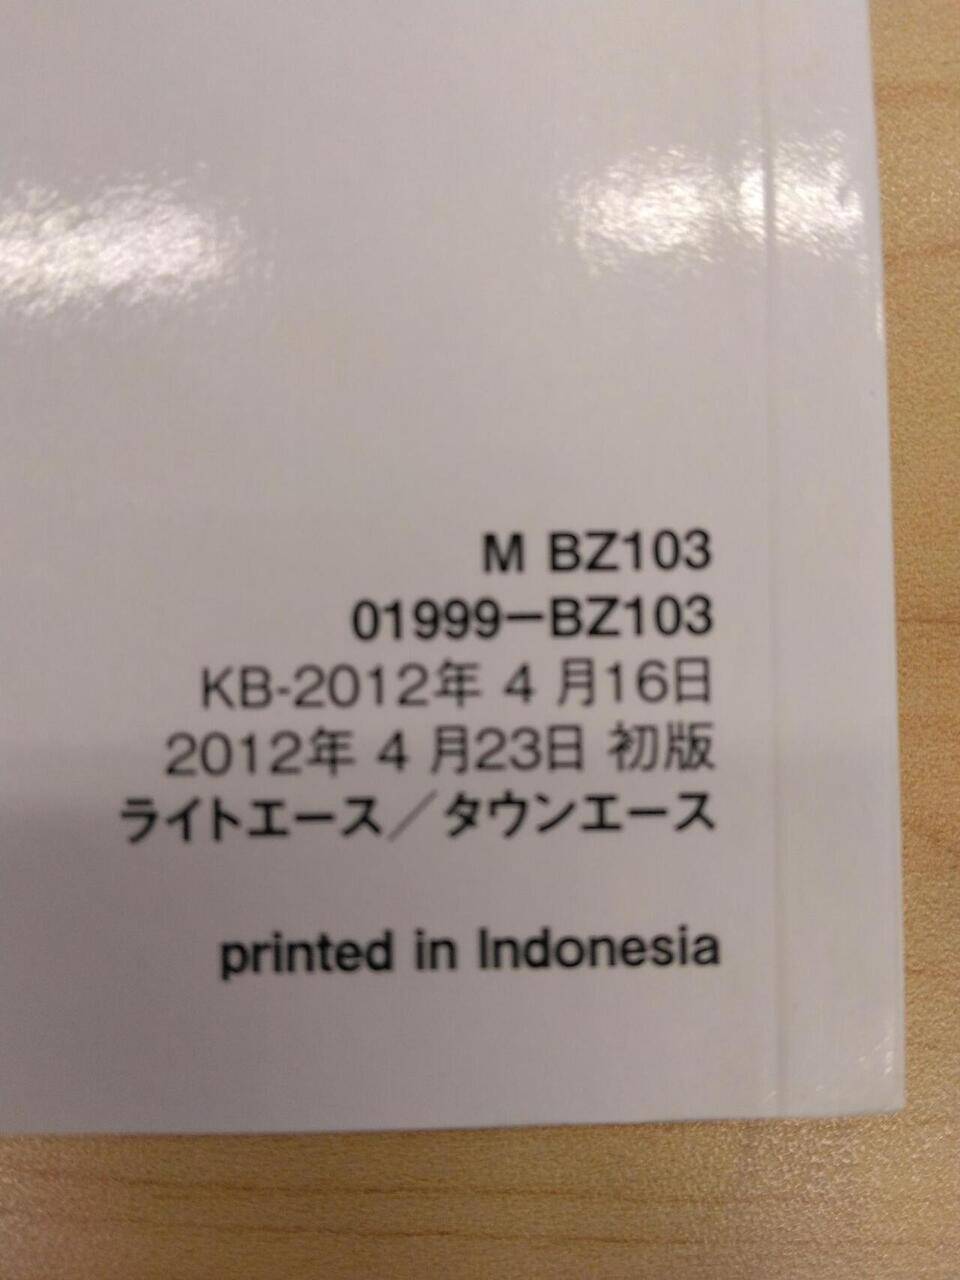 M BZ103
01999−BZ103
KB-2012年 4 月16日
2012年 4 月23日 初版
ライトエース／タウンエース
printed in Indonesia